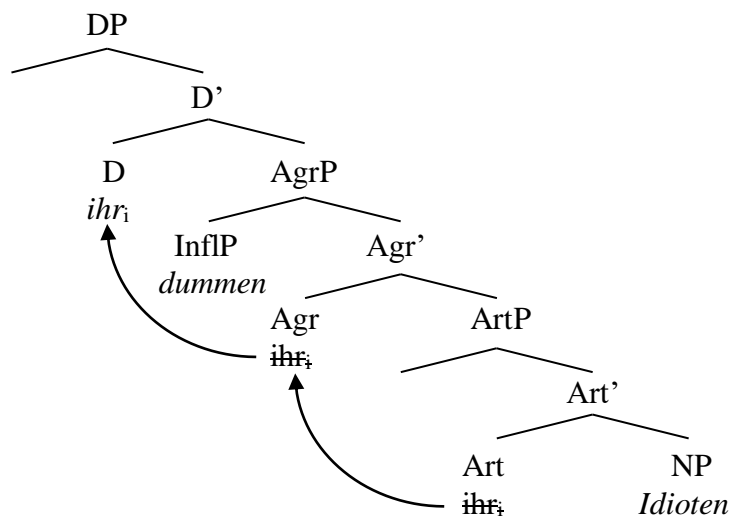 DP
D’
D AgrP
ihrᵢ
InflP Agr’
dummen
Agr ArtP
ihrᵢ
Art’
Art NP
ihrᵢ Idioten